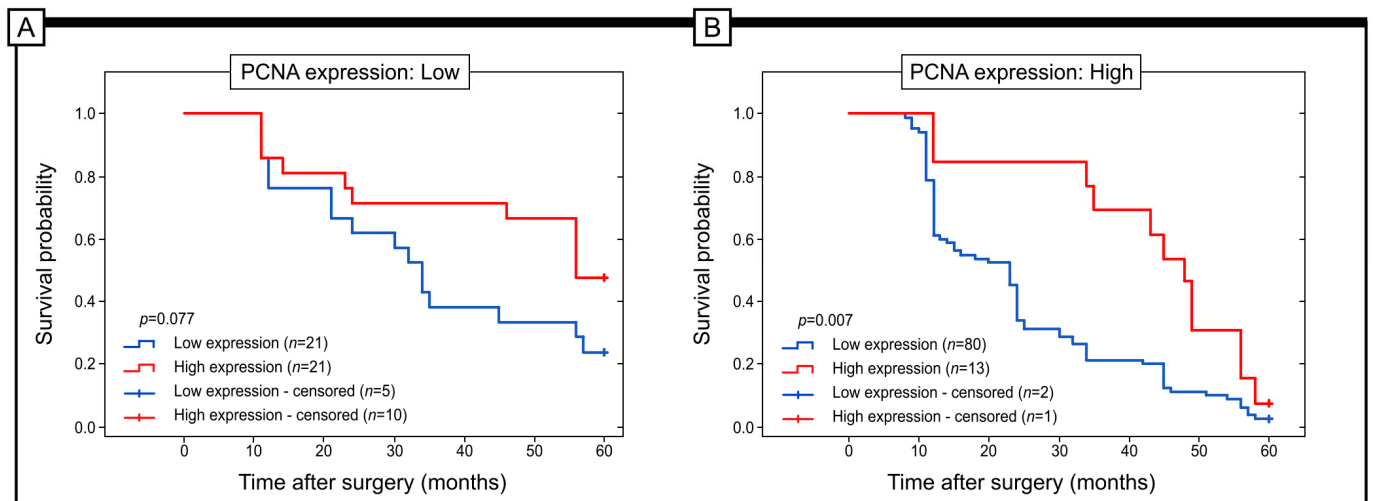 A
PCNA expression: Low
Survival probability
1.0
0.8
0.6
0.4
0.2
0.0
p=0.077
Low expression (n=21)
High expression (n=21)
Low expression - censored (n=5)
High expression - censored (n=10)
0 10 20 30 40 50 60
Time after surgery (months)
B
PCNA expression: High
Survival probability
1.0
0.8
0.6
0.4
0.2
0.0
p=0.007
Low expression (n=80)
High expression (n=13)
Low expression - censored (n=2)
High expression - censored (n=1)
0 10 20 30 40 50 60
Time after surgery (months)